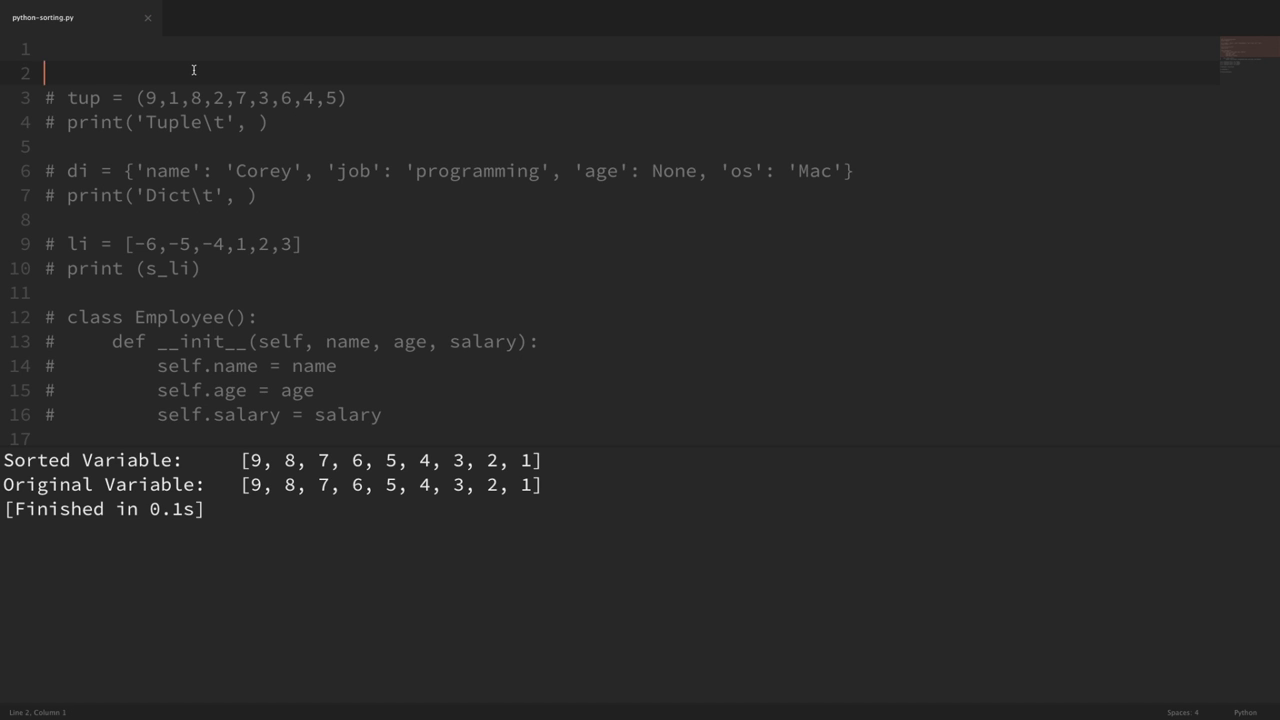 python-sorting.py ×
1
2
3 # tup = (9,1,8,2,7,3,6,4,5)
4 # print('Tuple\t', )
5
6 # di = {'name': 'Corey', 'job': 'programming', 'age': None, 'os': 'Mac'}
7 # print('Dict\t', )
8
9 # li = [-6,-5,-4,1,2,3]
10 # print (s_li)
11
12 # class Employee():
13 #     def __init__(self, name, age, salary):
14 #         self.name = name
15 #         self.age = age
16 #         self.salary = salary
17
Sorted Variable:     [9, 8, 7, 6, 5, 4, 3, 2, 1]
Original Variable:   [9, 8, 7, 6, 5, 4, 3, 2, 1]
[Finished in 0.1s]
Line 2, Column 1 Spaces: 4 Python